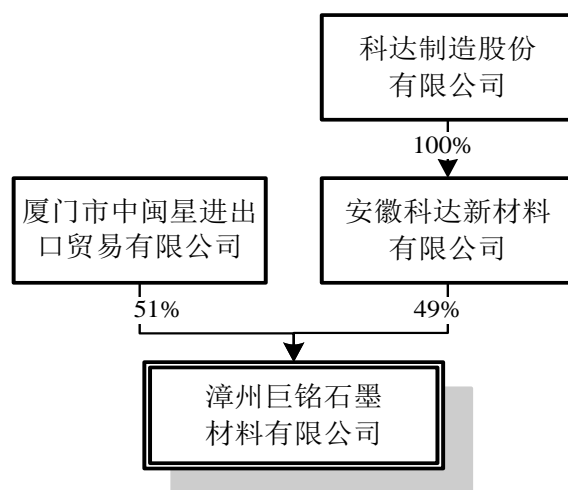 科达制造股份
有限公司
100%
厦门市中闽星进出
口贸易有限公司
安徽科达新材料
有限公司
51%
49%
漳州巨铭石墨
材料有限公司